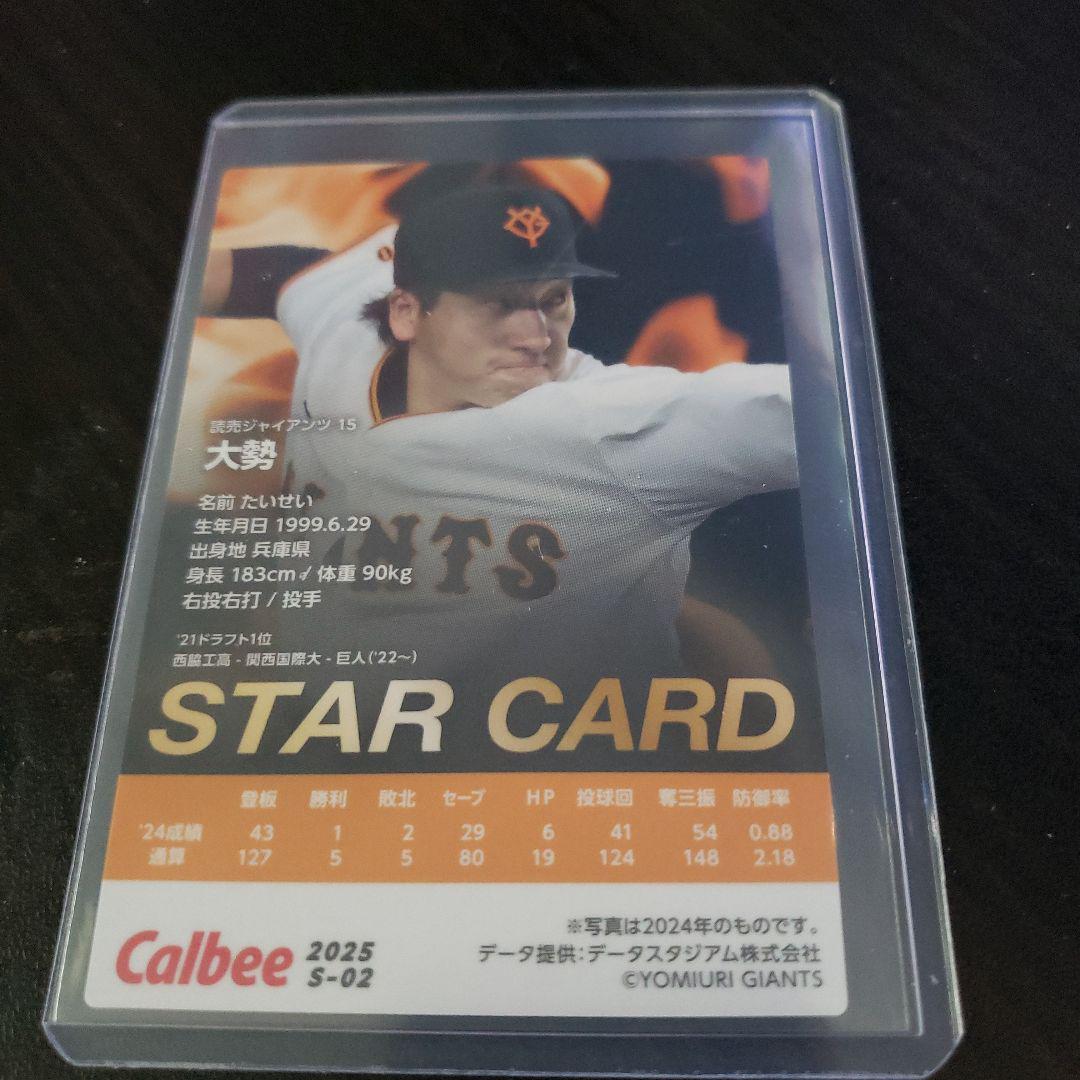 読売ジャイアンツ 15
大勢
名前 たいせい
生年月日 1999.6.29
出身地 兵庫県
身長 183cm / 体重 90kg
右投右打 / 投手
'21ドラフト1位
西脇工高 - 関西国際大 - 巨人('22〜)
NTS
STAR CARD
登板 勝利 敗北 セーブ HP 投球回 奪三振 防御率
'24成績 43 1 2 29 6 41 54 0.88
通算 127 5 5 80 19 124 148 2.18
※写真は2024年のものです。
データ提供：データスタジアム株式会社
©YOMIURI GIANTS
Calbee 2025
S-02